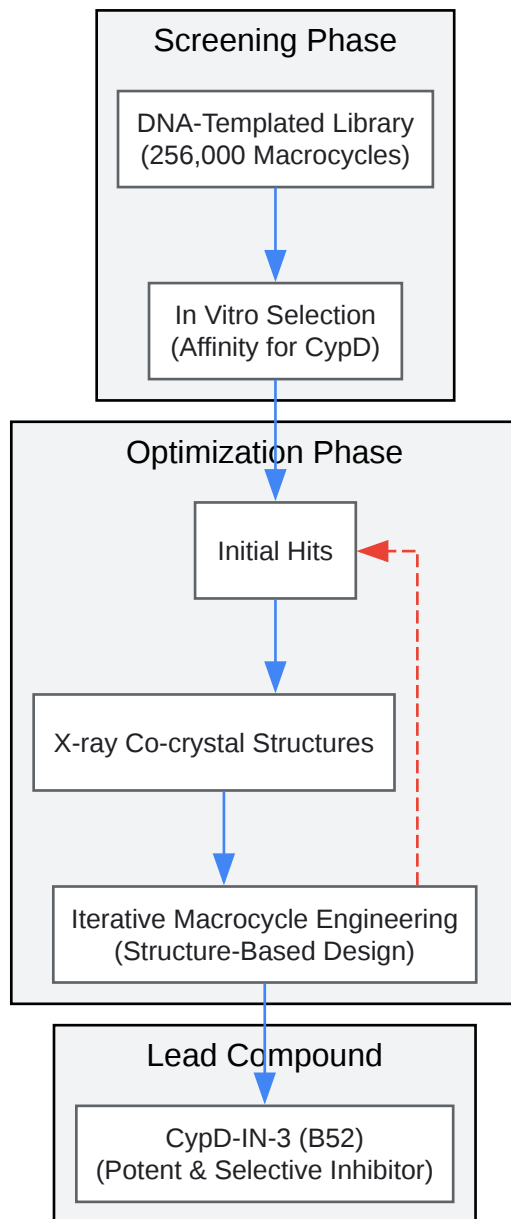 Screening Phase
DNA-Templated Library
(256,000 Macrocycles)
In Vitro Selection
(Affinity for CypD)
Optimization Phase
Initial Hits
X-ray Co-crystal Structures
Iterative Macrocycle Engineering
(Structure-Based Design)
Lead Compound
CypD-IN-3 (B52)
(Potent & Selective Inhibitor)